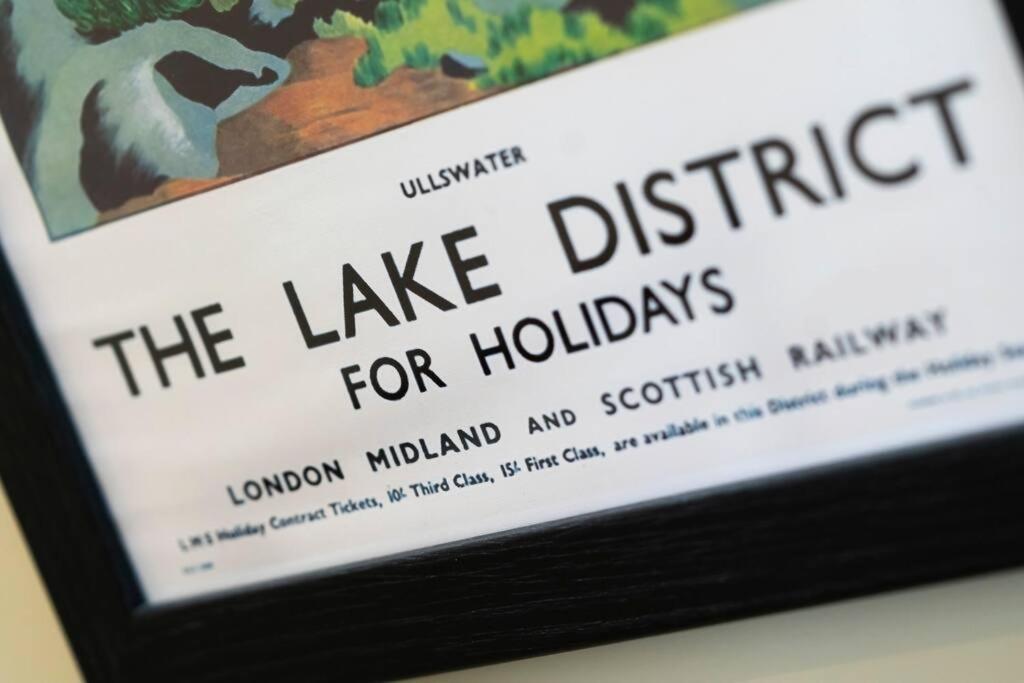 ULLSWATER
THE LAKE DISTRICT
FOR HOLIDAYS
LONDON MIDLAND AND SCOTTISH RAILWAY
L M S Holiday Contract Tickets, 10/- Third Class, 15/- First Class, are available in this District during the Holiday